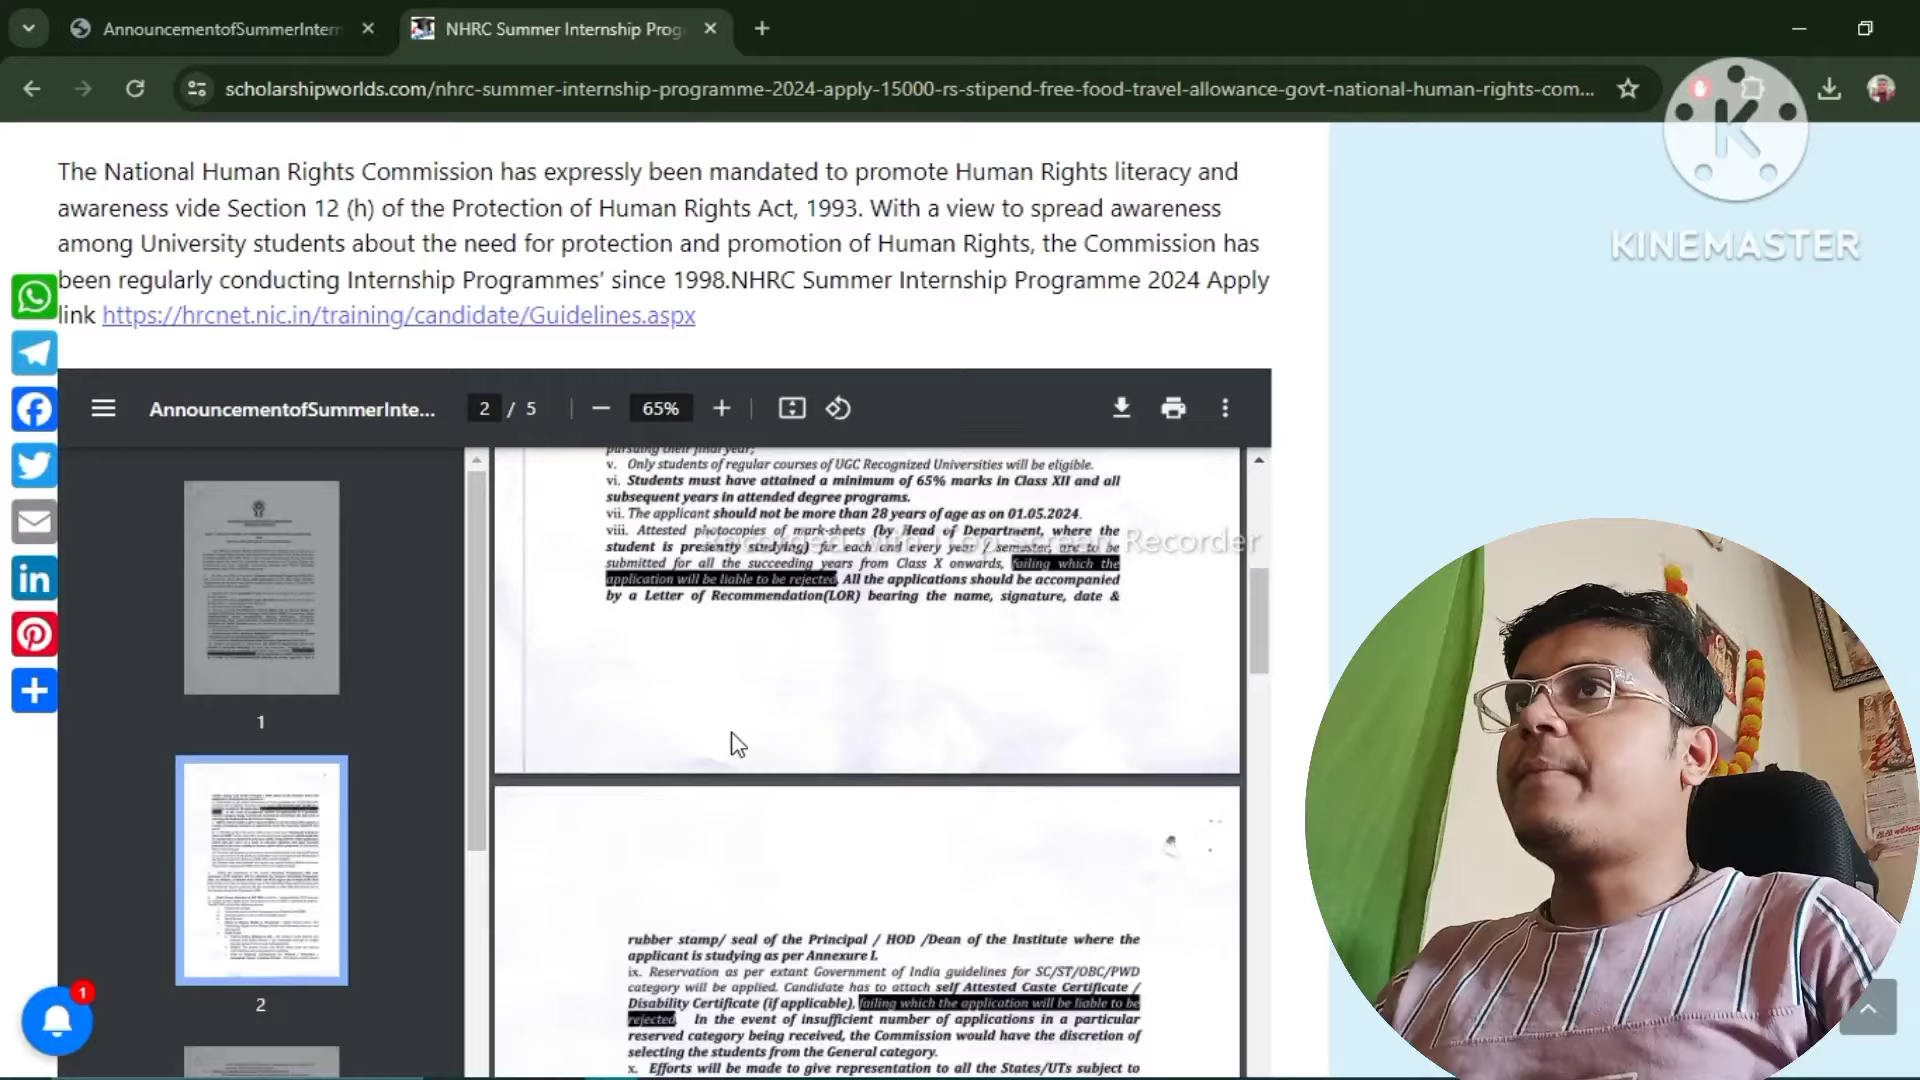 AnnouncementofSummerIntern
NHRC Summer Internship Prog
scholarshipworlds.com/nhrc-summer-internship-programme-2024-apply-15000-rs-stipend-free-food-travel-allowance-govt-national-human-rights-com...
K
KINEMASTER
The National Human Rights Commission has expressly been mandated to promote Human Rights literacy and
awareness vide Section 12 (h) of the Protection of Human Rights Act, 1993. With a view to spread awareness
among University students about the need for protection and promotion of Human Rights, the Commission has
been regularly conducting Internship Programmes’ since 1998.NHRC Summer Internship Programme 2024 Apply
link https://hrcnet.nic.in/training/candidate/Guidelines.aspx
AnnouncementofSummerInte...
2 / 5
65%
pursuing their final year;
v. Only students of regular courses of UGC Recognized Universities will be eligible.
vi. Students must have attained a minimum of 65% marks in Class XII and all
subsequent years in attended degree programs.
vii. The applicant should not be more than 28 years of age as on 01.05.2024.
viii. Attested photocopies of mark-sheets (by Head of Department, where the
student is presently studying) for each and every year / semester, are to be
submitted for all the succeeding years from Class X onwards, failing which the
application will be liable to be rejected. All the applications should be accompanied
by a Letter of Recommendation(LOR) bearing the name, signature, date &
Recorded with iTop Screen Recorder
rubber stamp/ seal of the Principal / HOD /Dean of the Institute where the
applicant is studying as per Annexure I.
ix. Reservation as per extant Government of India guidelines for SC/ST/OBC/PWD
category will be applied. Candidate has to attach self Attested Caste Certificate /
Disability Certificate (if applicable), failing which the application will be liable to be
rejected. In the event of insufficient number of applications in a particular
reserved category being received, the Commission would have the discretion of
selecting the students from the General category.
x. Efforts will be made to give representation to all the States/UTs subject to
1
2
1